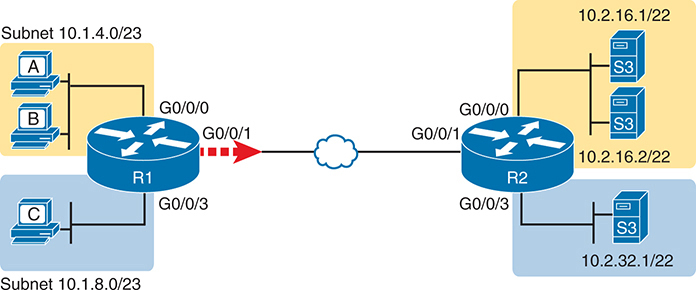 Subnet 10.1.4.0/23
A
B
G0/0/0
G0/0/1
R1
G0/0/3
C
Subnet 10.1.8.0/23
10.2.16.1/22
S3
S3
10.2.16.2/22
G0/0/0
G0/0/1
R2
G0/0/3
S3
10.2.32.1/22